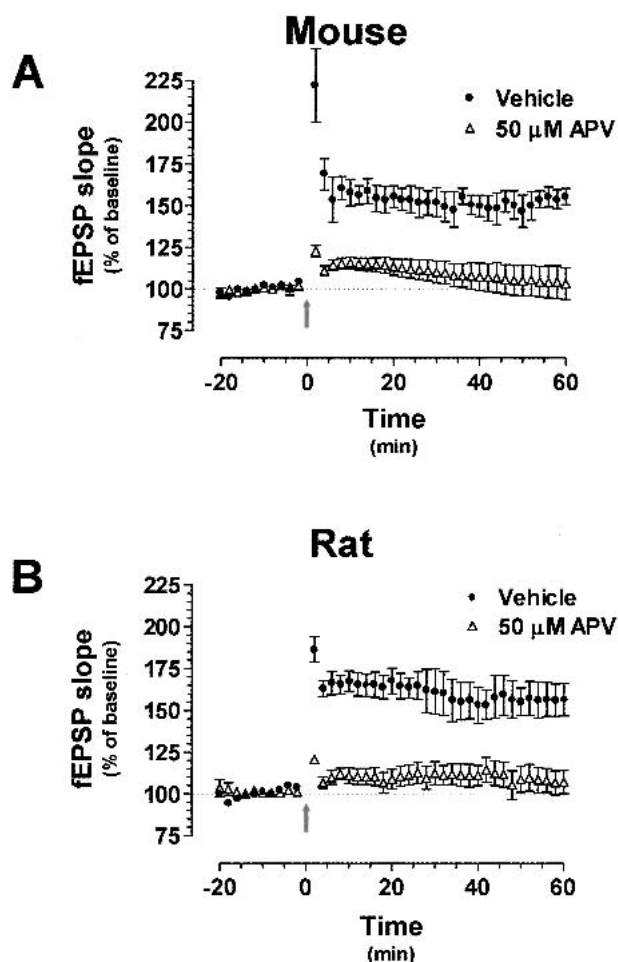 Mouse
A
fEPSP slope
(% of baseline)
225
200
175
150
125
100
75
Vehicle
50 μM APV
-20 0 20 40 60
Time
(min)
Rat
B
fEPSP slope
(% of baseline)
225
200
175
150
125
100
75
Vehicle
50 μM APV
-20 0 20 40 60
Time
(min)